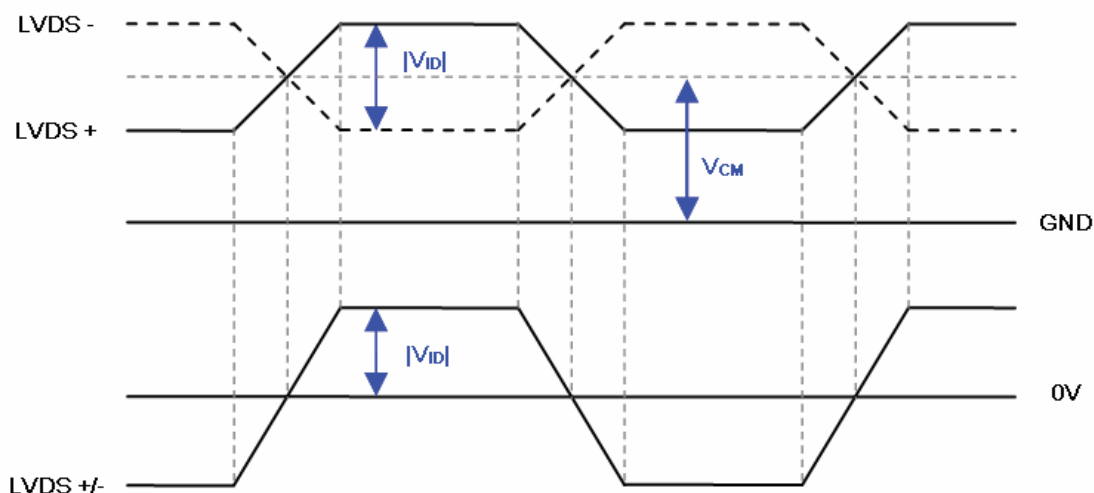 LVDS -
|VID|
LVDS +
VCM
GND
|VID|
0V
LVDS +/-